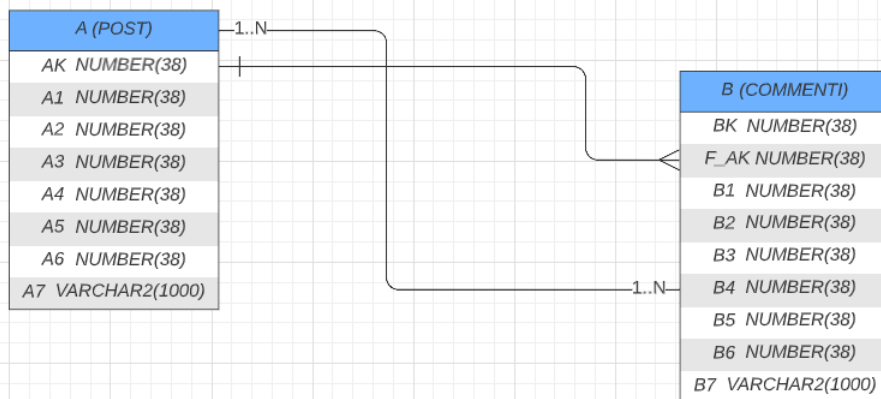 A (POST)
1..N
AK NUMBER(38)
A1 NUMBER(38)
A2 NUMBER(38)
A3 NUMBER(38)
A4 NUMBER(38)
A5 NUMBER(38)
A6 NUMBER(38)
A7 VARCHAR2(1000)
1..N
B (COMMENTI)
BK NUMBER(38)
F_AK NUMBER(38)
B1 NUMBER(38)
B2 NUMBER(38)
B3 NUMBER(38)
B4 NUMBER(38)
B5 NUMBER(38)
B6 NUMBER(38)
B7 VARCHAR2(1000)